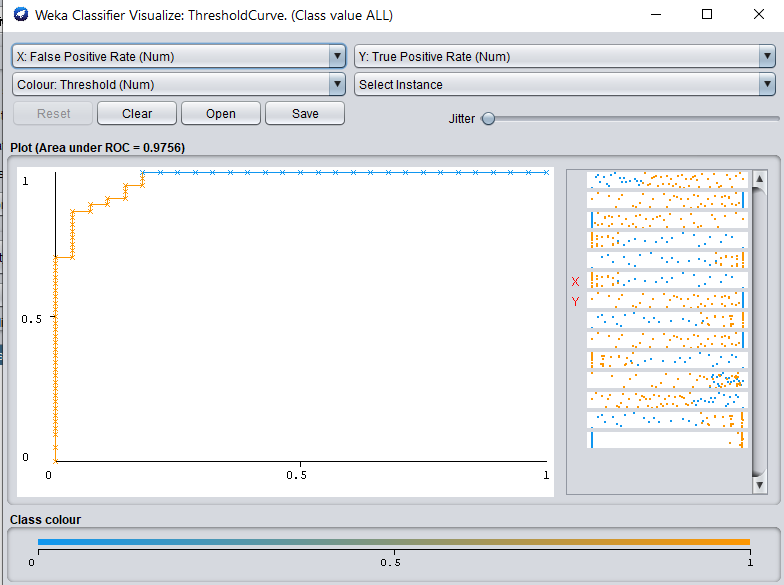 Weka Classifier Visualize: ThresholdCurve. (Class value ALL)
X: False Positive Rate (Num) Y: True Positive Rate (Num)
Colour: Threshold (Num) Select Instance
Reset Clear Open Save Jitter
Plot (Area under ROC = 0.9756)
1
0.5
0
0 0.5 1
X
Y
Class colour
0 0.5 1